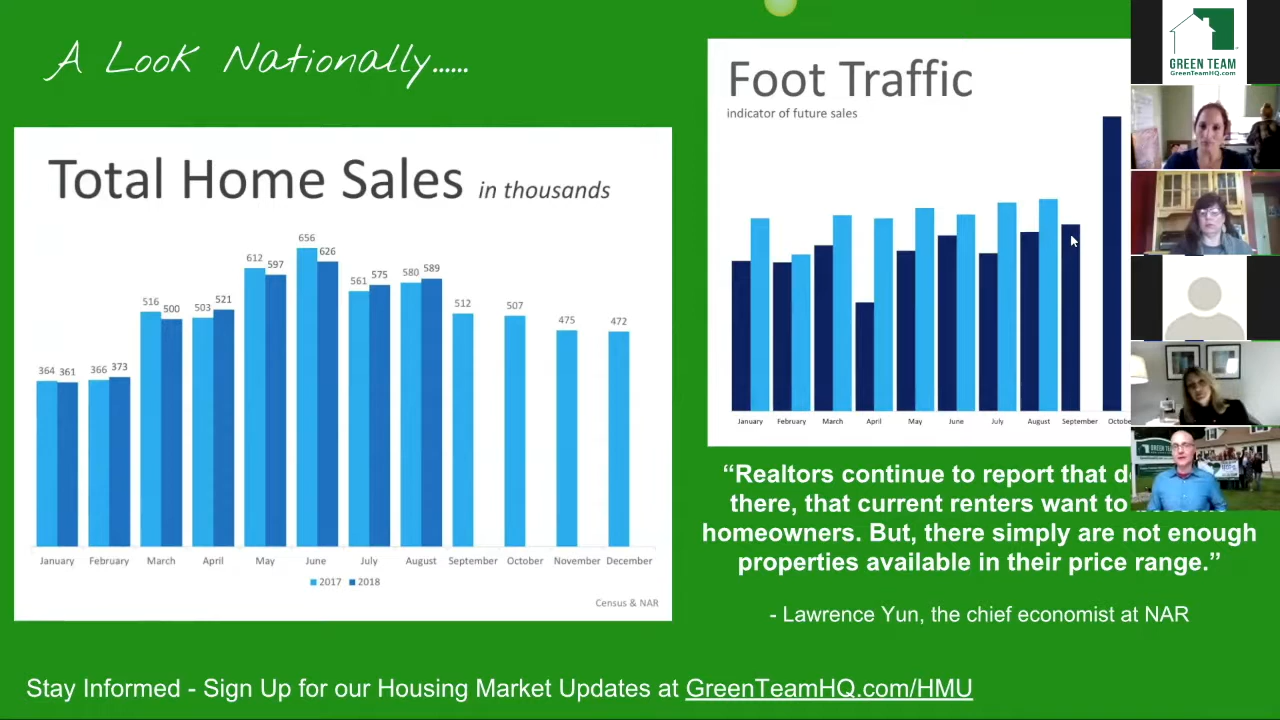 A Look Nationally......
Total Home Sales in thousands
656
612
626
597
561
575
580
589
516
500
503
521
512
507
475
472
364
361
366
373
January February March April May June July August September October November December
2017 2018
Census & NAR
Foot Traffic
indicator of future sales
January February March April May June July August September
“Realtors continue to report that
there, that current renters want to
homeowners. But, there simply are not enough
properties available in their price range.”
- Lawrence Yun, the chief economist at NAR
Stay Informed - Sign Up for our Housing Market Updates at GreenTeamHQ.com/HMU
GREEN TEAM
GreenTeamHQ.com
GREEN TEAM